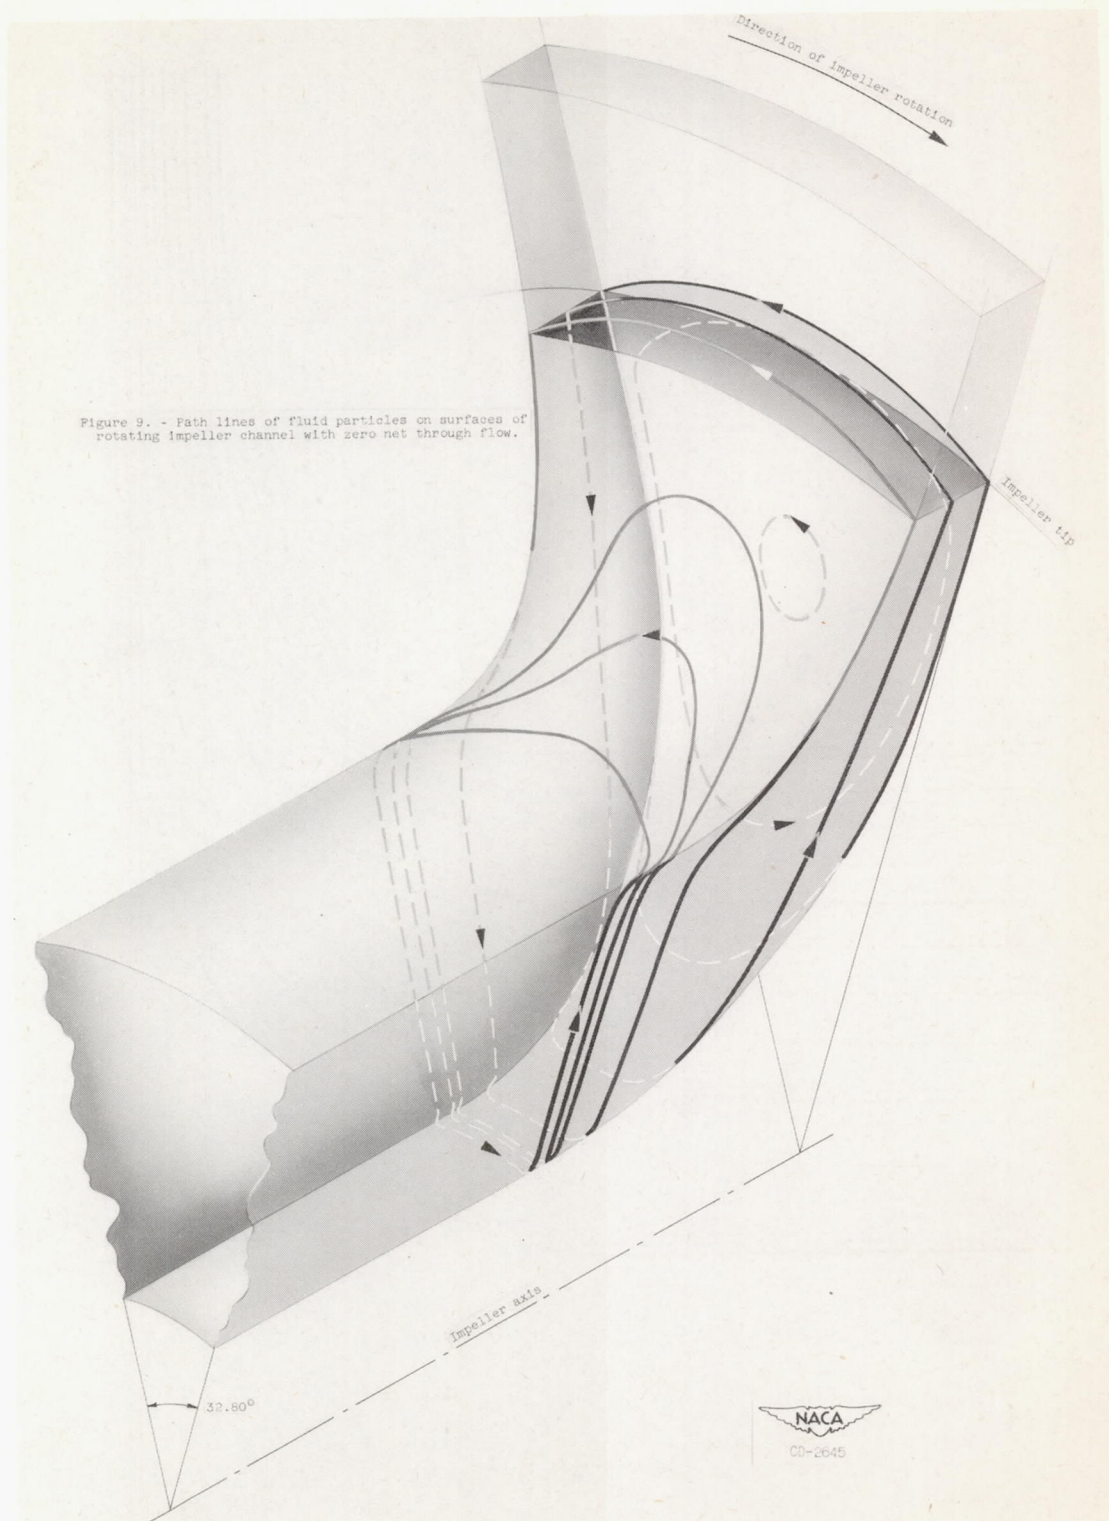 Direction of impeller rotation
Figure 9. - Path lines of fluid particles on surfaces of
rotating impeller channel with zero net through flow.
Impeller tip
Impeller axis
32.80°
NACA
CD-2645